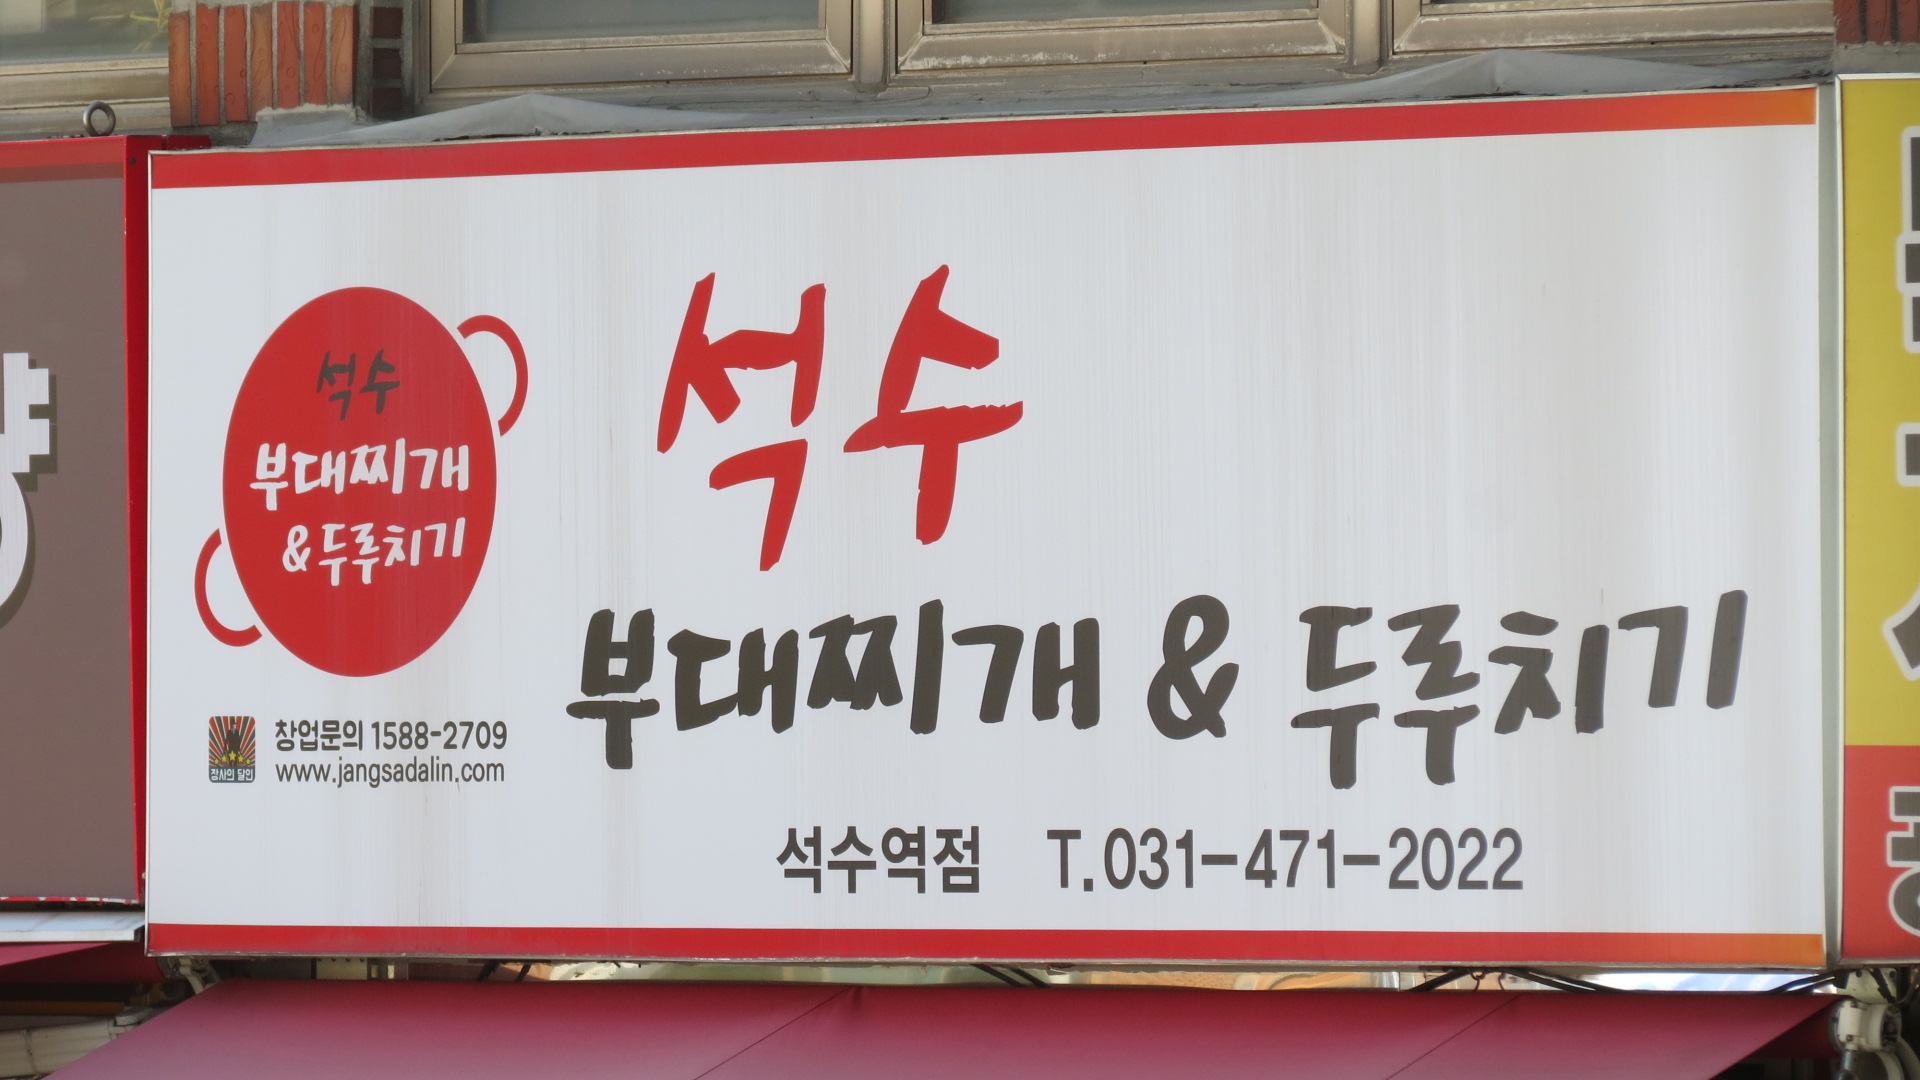 석수
부대찌개
&두루치기
장사의 달인
창업문의 1588-2709
www.jangsadalin.com
석수
부대찌개 & 두루치기
석수역점 T.031-471-2022